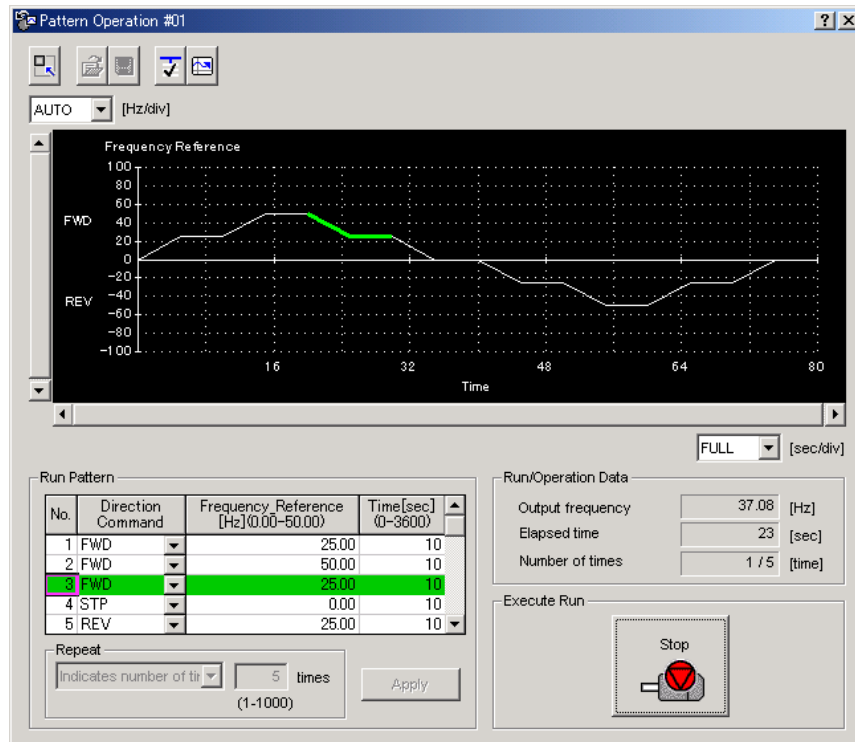 Pattern Operation #01
AUTO [Hz/div]
Frequency Reference
100
80
60
FWD 40
20
0
-20
REV -40
-60
-80
-100
16 32 48 64 80
Time
FULL [sec/div]
Run Pattern
No. Direction Command Frequency_Reference [Hz](0.00-50.00) Time[sec] (0-3600)
1 FWD 25.00 10
2 FWD 50.00 10
3 FWD 25.00 10
4 STP 0.00 10
5 REV 25.00 10
Repeat
Indicates number of tir 5 times
(1-1000)
Apply
Run/Operation Data
Output frequency 37.08 [Hz]
Elapsed time 23 [sec]
Number of times 1 / 5 [time]
Execute Run
Stop